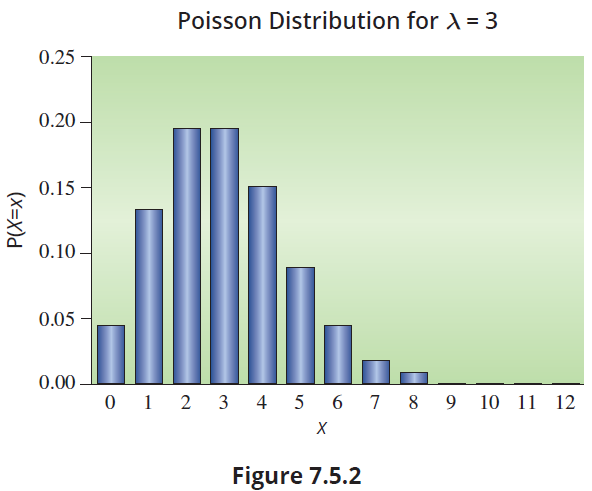 Poisson Distribution for λ = 3
P(X=x)
0.25
0.20
0.15
0.10
0.05
0.00
0 1 2 3 4 5 6 7 8 9 10 11 12
X
Figure 7.5.2